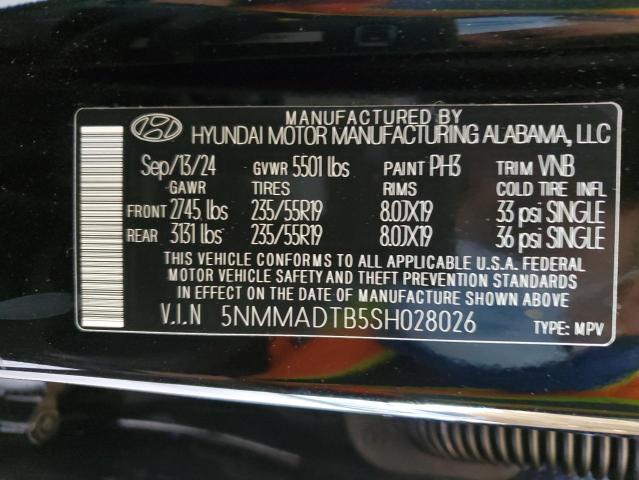 MANUFACTURED BY
HYUNDAI MOTOR MANUFACTURING ALABAMA, LLC
Sep/13/24 GVWR 5501 lbs PAINT PH3 TRIM VNB
GAWR TIRES RIMS COLD TIRE INFL
FRONT 2745 lbs 235/55R19 8.0JX19 33 psi SINGLE
REAR 3131 lbs 235/55R19 8.0JX19 36 psi SINGLE
THIS VEHICLE CONFORMS TO ALL APPLICABLE U.S.A. FEDERAL
MOTOR VEHICLE SAFETY AND THEFT PREVENTION STANDARDS
IN EFFECT ON THE DATE OF MANUFACTURE SHOWN ABOVE
V.I.N 5NMMADTB5SH028026 TYPE: MPV